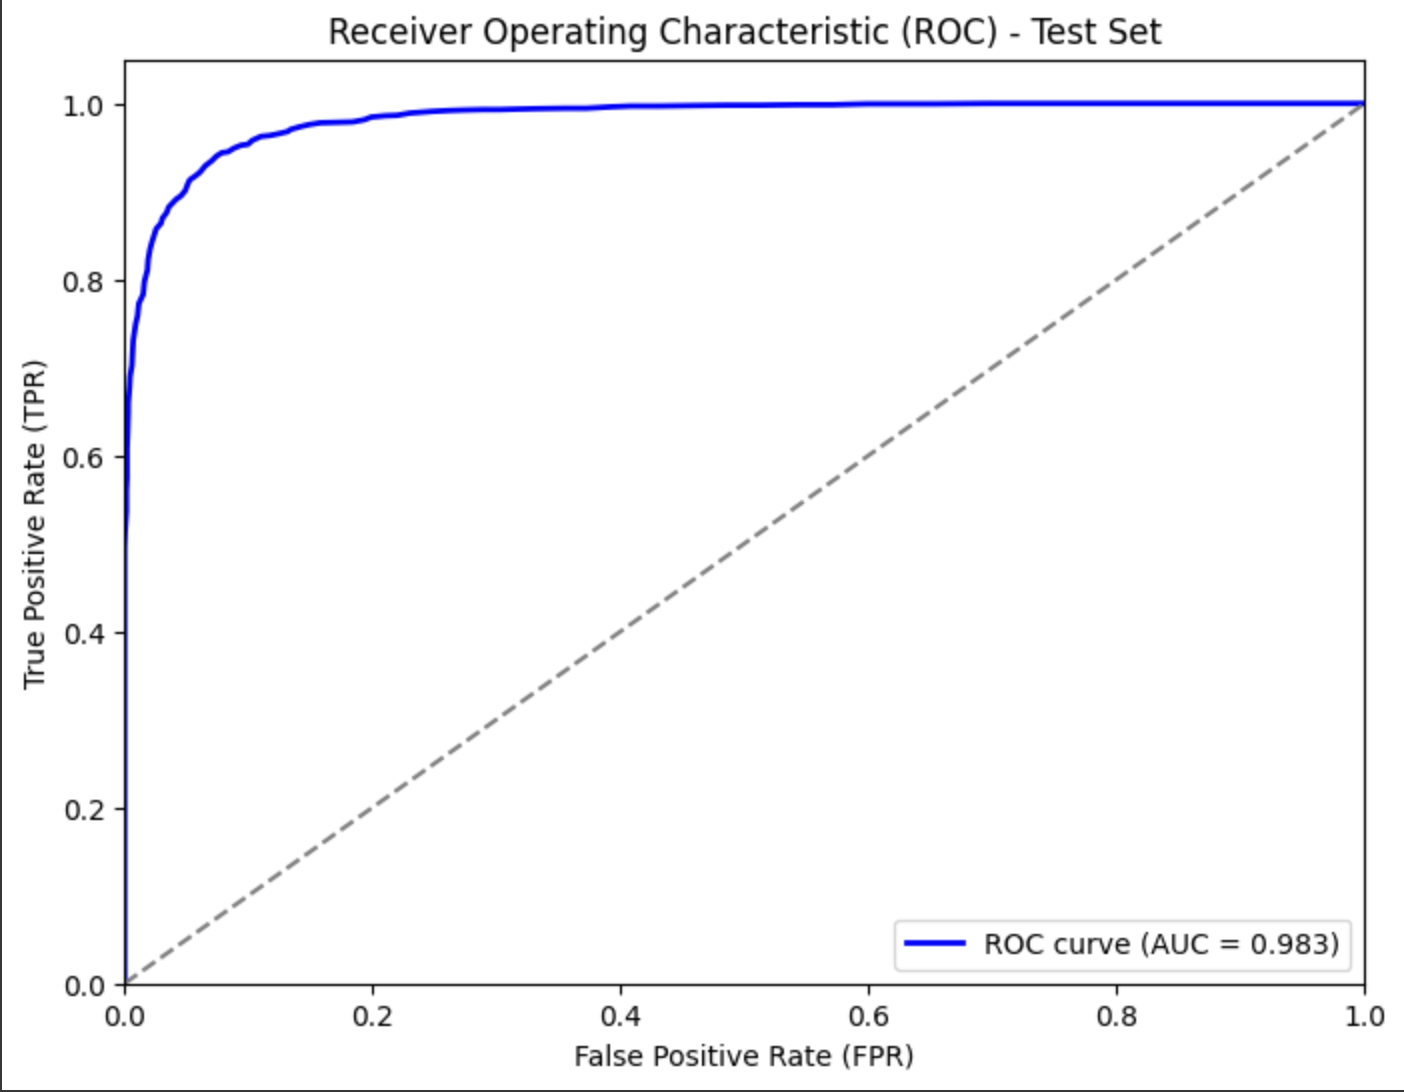 Receiver Operating Characteristic (ROC) - Test Set
1.0
0.8
0.6
0.4
0.2
0.0
True Positive Rate (TPR)
ROC curve (AUC = 0.983)
0.0 0.2 0.4 0.6 0.8 1.0
False Positive Rate (FPR)